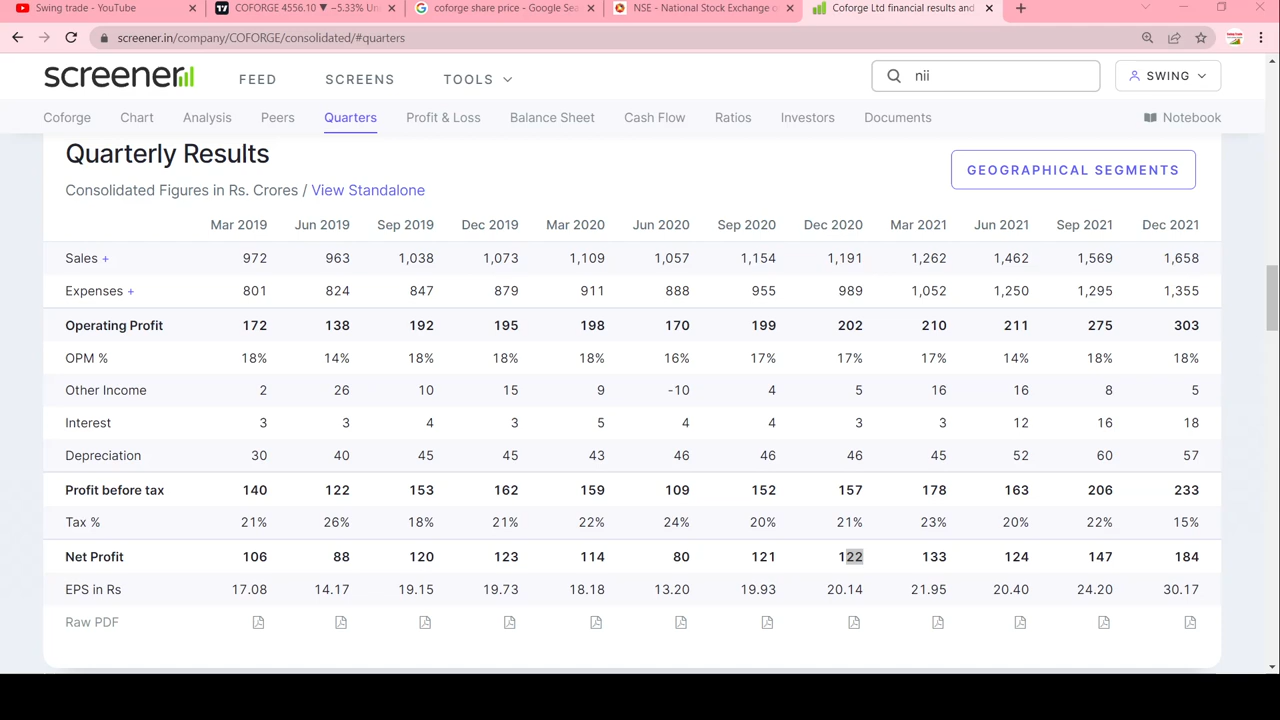 Swing trade - YouTube
COFORGE 4556.10 ▼ −5.33% Un
coforge share price - Google Sea
NSE - National Stock Exchange o
Coforge Ltd financial results and
screener.in/company/COFORGE/consolidated/#quarters
screener FEED SCREENS TOOLS nii SWING
Coforge Chart Analysis Peers Quarters Profit & Loss Balance Sheet Cash Flow Ratios Investors Documents Notebook
Quarterly Results
GEOGRAPHICAL SEGMENTS
Consolidated Figures in Rs. Crores / View Standalone
Mar 2019 Jun 2019 Sep 2019 Dec 2019 Mar 2020 Jun 2020 Sep 2020 Dec 2020 Mar 2021 Jun 2021 Sep 2021 Dec 2021
Sales + 972 963 1,038 1,073 1,109 1,057 1,154 1,191 1,262 1,462 1,569 1,658
Expenses + 801 824 847 879 911 888 955 989 1,052 1,250 1,295 1,355
Operating Profit 172 138 192 195 198 170 199 202 210 211 275 303
OPM % 18% 14% 18% 18% 18% 16% 17% 17% 17% 14% 18% 18%
Other Income 2 26 10 15 9 -10 4 5 16 16 8 5
Interest 3 3 4 3 5 4 4 3 3 12 16 18
Depreciation 30 40 45 45 43 46 46 46 45 52 60 57
Profit before tax 140 122 153 162 159 109 152 157 178 163 206 233
Tax % 21% 26% 18% 21% 22% 24% 20% 21% 23% 20% 22% 15%
Net Profit 106 88 120 123 114 80 121 122 133 124 147 184
EPS in Rs 17.08 14.17 19.15 19.73 18.18 13.20 19.93 20.14 21.95 20.40 24.20 30.17
Raw PDF